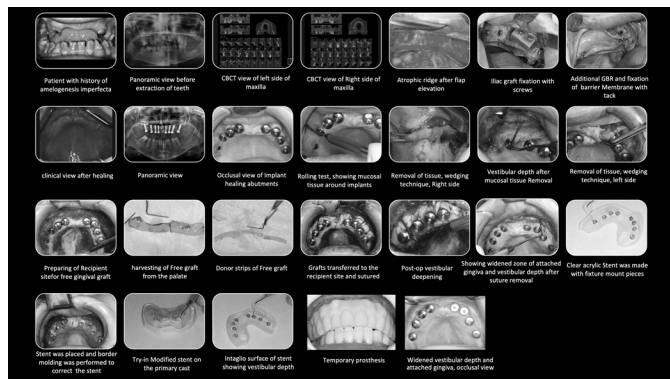 Patient with history of
amelogenesis imperfecta
Panoramic view before
extraction of teeth
CBCT view of left side of
maxilla
CBCT view of Right side of
maxilla
Atrophic ridge after flap
elevation
Iliac graft fixation with
screws
Additional GBR and fixation
of barrier Membrane with
tack
clinical view after healing
Panoramic view
Occlusal view of Implant
healing abutments
Rolling test, showing mucosal
tissue around implants
Removal of tissue, wedging
technique, Right side
Vestibular depth after
mucosal tissue Removal
Removal of tissue, wedging
technique, left side
Preparing of Recipient
sitefor free gingival graft
harvesting of Free graft
from the palate
Donor strips of Free graft
Grafts transferred to the
recipient site and sutured
Post-op vestibular
deepening
Showing widened zone of attached
gingiva and vestibular depth after
suture removal
Clear acrylic Stent was made
with fixture mount pieces
Stent was placed and border
molding was performed to
correct the stent
Try-in Modified stent on
the primary cast
Intaglio surface of stent
showing vestibular depth
Temporary prosthesis
Widened vestibular depth and
attached gingiva, occlusal view